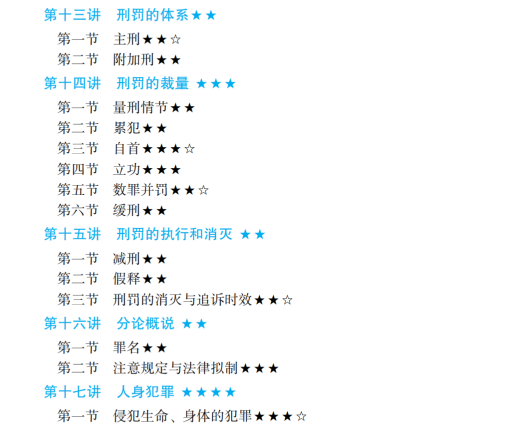 第十三讲 刑罚的体系★★
第一节 主刑★★☆
第二节 附加刑★★
第十四讲 刑罚的裁量 ★★★
第一节 量刑情节★★
第二节 累犯★★
第三节 自首★★★☆
第四节 立功★★★
第五节 数罪并罚★★☆
第六节 缓刑★★
第十五讲 刑罚的执行和消灭 ★★
第一节 减刑★★
第二节 假释★★
第三节 刑罚的消灭与追诉时效★★☆
第十六讲 分论概说 ★★
第一节 罪名★★
第二节 注意规定与法律拟制★★★
第十七讲 人身犯罪 ★★★★
第一节 侵犯生命、身体的犯罪★★★☆